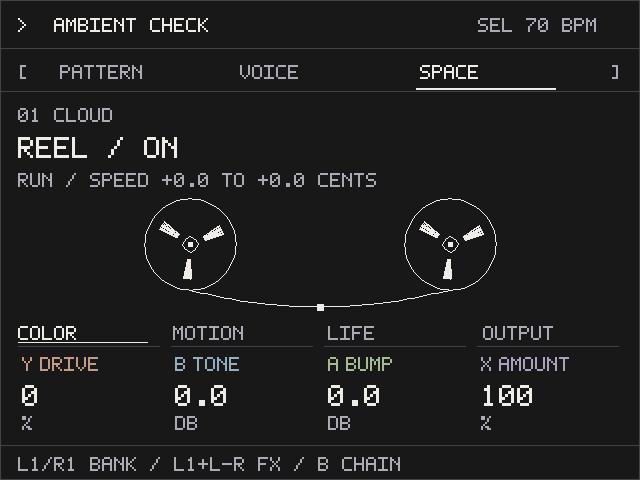 > AMBIENT CHECK SEL 70 BPM
[ PATTERN VOICE SPACE ]
01 CLOUD
REEL / ON
RUN / SPEED +0.0 TO +0.0 CENTS
COLOR MOTION LIFE OUTPUT
Y DRIVE B TONE A BUMP X AMOUNT
0 0.0 0.0 100
% DB DB %
L1/R1 BANK / L1+L-R FX / B CHAIN